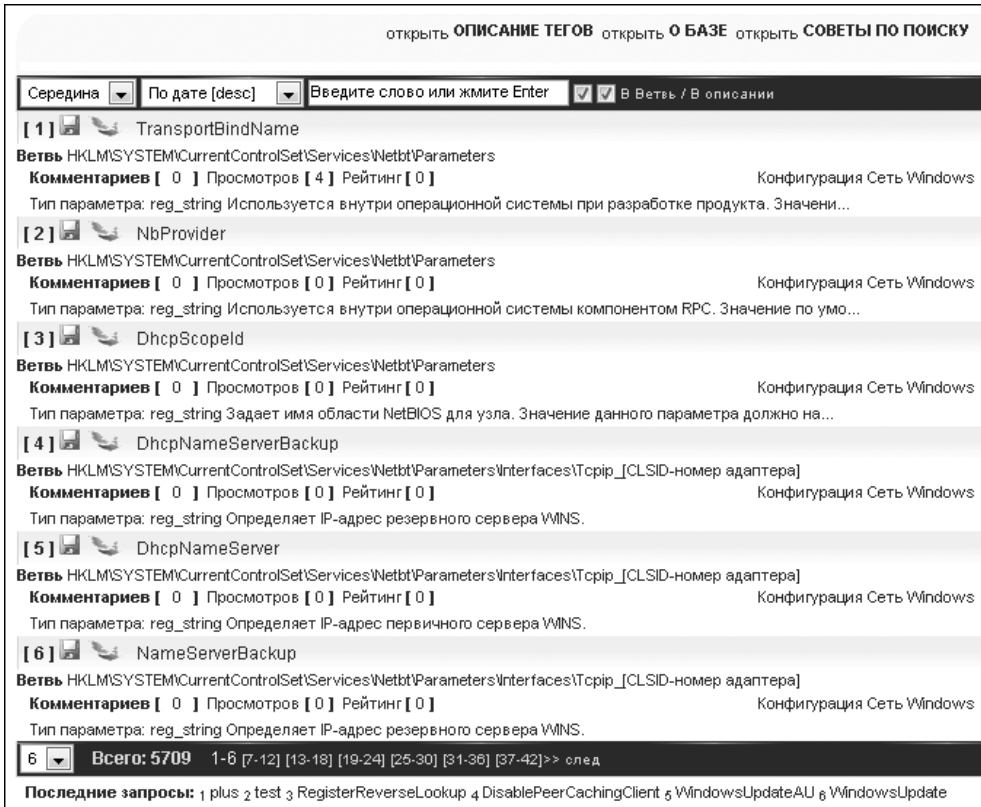 открыть ОПИСАНИЕ ТЕГОВ открыть О БАЗЕ открыть СОВЕТЫ ПО ПОИСКУ
Середина По дате [desc] Введите слово или жмите Enter В Ветвь / В описании
[ 1 ] TransportBindName
Ветвь HKLM\SYSTEM\CurrentControlSet\Services\Netbt\Parameters
Комментариев [ 0 ] Просмотров [ 4 ] Рейтинг [ 0 ] Конфигурация Сеть Windows
Тип параметра: reg_string Используется внутри операционной системы при разработке продукта. Значени...
[ 2 ] NbProvider
Ветвь HKLM\SYSTEM\CurrentControlSet\Services\Netbt\Parameters
Комментариев [ 0 ] Просмотров [ 0 ] Рейтинг [ 0 ] Конфигурация Сеть Windows
Тип параметра: reg_string Используется внутри операционной системы компонентом RPC. Значение по умо...
[ 3 ] DhcpScopeId
Ветвь HKLM\SYSTEM\CurrentControlSet\Services\Netbt\Parameters
Комментариев [ 0 ] Просмотров [ 0 ] Рейтинг [ 0 ] Конфигурация Сеть Windows
Тип параметра: reg_string Задает имя области NetBIOS для узла. Значение данного параметра должно на...
[ 4 ] DhcpNameServerBackup
Ветвь HKLM\SYSTEM\CurrentControlSet\Services\Netbt\Parameters\Interfaces\Tcpip_[CLSID-номер адаптера]
Комментариев [ 0 ] Просмотров [ 0 ] Рейтинг [ 0 ] Конфигурация Сеть Windows
Тип параметра: reg_string Определяет IP-адрес резервного сервера WINS.
[ 5 ] DhcpNameServer
Ветвь HKLM\SYSTEM\CurrentControlSet\Services\Netbt\Parameters\Interfaces\Tcpip_[CLSID-номер адаптера]
Комментариев [ 0 ] Просмотров [ 0 ] Рейтинг [ 0 ] Конфигурация Сеть Windows
Тип параметра: reg_string Определяет IP-адрес первичного сервера WINS.
[ 6 ] NameServerBackup
Ветвь HKLM\SYSTEM\CurrentControlSet\Services\Netbt\Parameters\Interfaces\Tcpip_[CLSID-номер адаптера]
Комментариев [ 0 ] Просмотров [ 0 ] Рейтинг [ 0 ] Конфигурация Сеть Windows
Тип параметра: reg_string Определяет IP-адрес резервного сервера WINS.
6 Всего: 5709 1-6 [7-12] [13-18] [19-24] [25-30] [31-36] [37-42]>> след
Последние запросы: 1 plus 2 test 3 RegisterReverseLookup 4 DisablePeerCachingClient 5 WindowsUpdateAU 6 WindowsUpdate